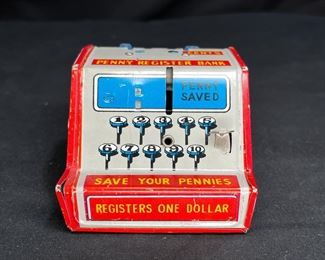 CENTS
PENNY REGISTER BANK
PENNY
SAVED
1 2 3 4 5
6 7 8 9 10
SAVE YOUR PENNIES
REGISTERS ONE DOLLAR